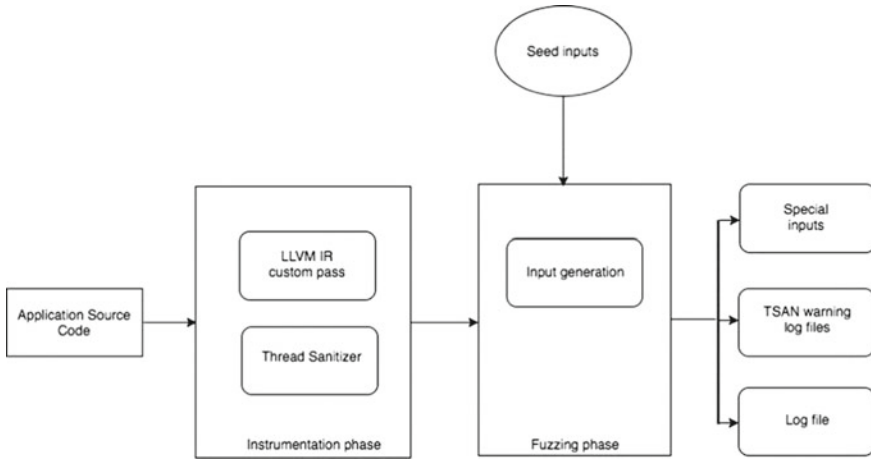 Seed inputs
LLVM IR
custom pass
Input generation
Special
inputs
Application Source
Code
Thread Sanitizer
TSAN warning
log files
Log file
Instrumentation phase
Fuzzing phase